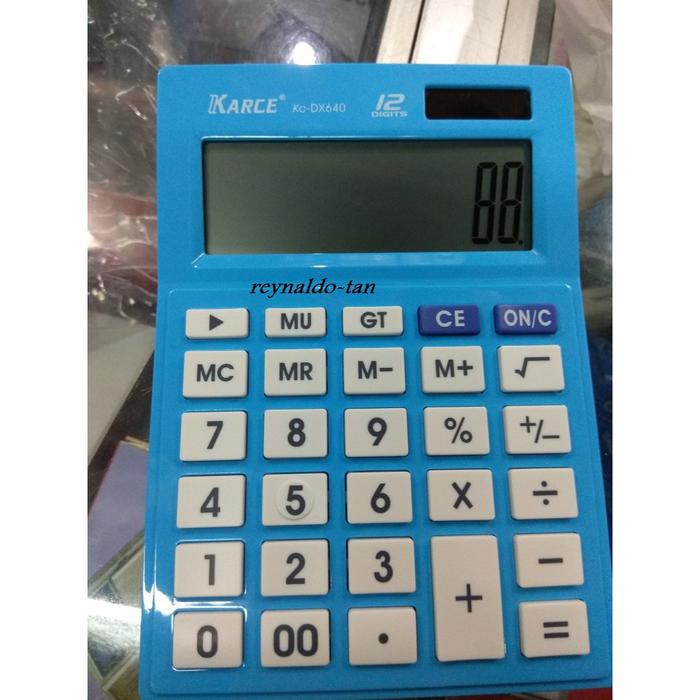 KARCE® Kc-DX640 12 DIGITS
88.
reynaldo-tan
▶ MU GT CE ON/C
MC MR M− M+ √
7 8 9 % +/−
4 5 6 X ÷
1 2 3 −
+
0 00 • =